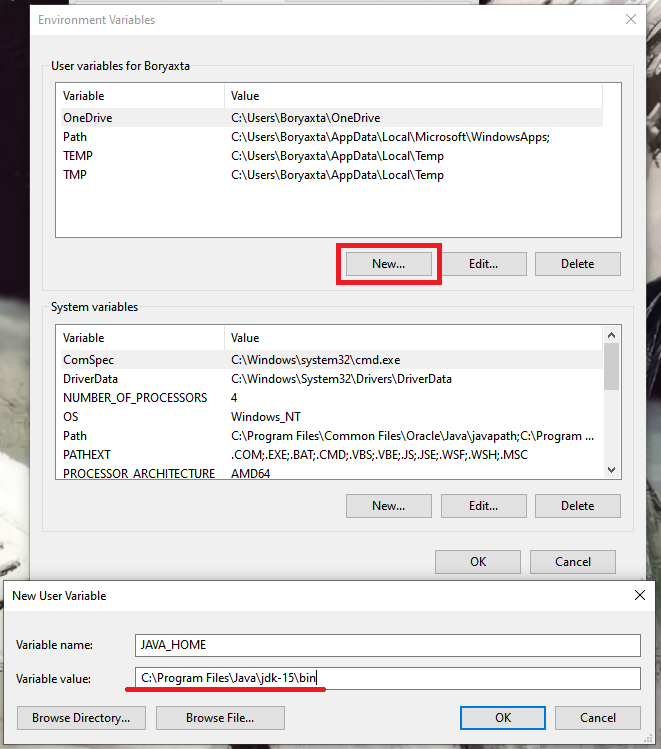 Environment Variables
User variables for Boryaxta
Variable Value
OneDrive C:\Users\Boryaxta\OneDrive
Path C:\Users\Boryaxta\AppData\Local\Microsoft\WindowsApps;
TEMP C:\Users\Boryaxta\AppData\Local\Temp
TMP C:\Users\Boryaxta\AppData\Local\Temp
New... Edit... Delete
System variables
Variable Value
ComSpec C:\Windows\system32\cmd.exe
DriverData C:\Windows\System32\Drivers\DriverData
NUMBER_OF_PROCESSORS 4
OS Windows_NT
Path C:\Program Files\Common Files\Oracle\Java\javapath;C:\Program ...
PATHEXT .COM;.EXE;.BAT;.CMD;.VBS;.VBE;.JS;.JSE;.WSF;.WSH;.MSC
PROCESSOR_ARCHITECTURE AMD64
New... Edit... Delete
OK Cancel
New User Variable
Variable name: JAVA_HOME
Variable value: C:\Program Files\Java\jdk-15\bin
Browse Directory... Browse File... OK Cancel